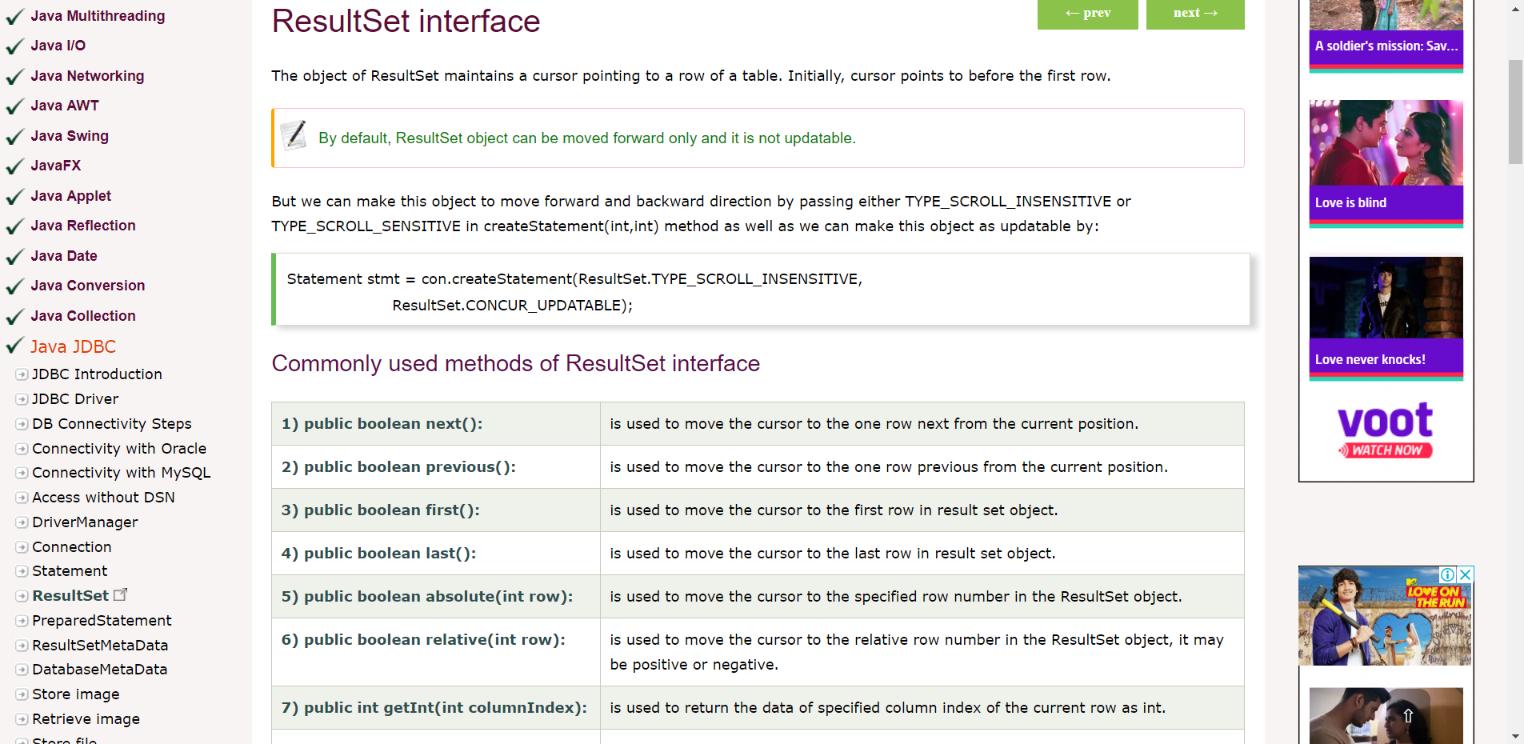 Java Multithreading
Java I/O
Java Networking
Java AWT
Java Swing
JavaFX
Java Applet
Java Reflection
Java Date
Java Conversion
Java Collection
Java JDBC
JDBC Introduction
JDBC Driver
DB Connectivity Steps
Connectivity with Oracle
Connectivity with MySQL
Access without DSN
DriverManager
Connection
Statement
ResultSet
PreparedStatement
ResultSetMetaData
DatabaseMetaData
Store image
Retrieve image
Store file
ResultSet interface
← prev
next →
The object of ResultSet maintains a cursor pointing to a row of a table. Initially, cursor points to before the first row.
By default, ResultSet object can be moved forward only and it is not updatable.
But we can make this object to move forward and backward direction by passing either TYPE_SCROLL_INSENSITIVE or
TYPE_SCROLL_SENSITIVE in createStatement(int,int) method as well as we can make this object as updatable by:
Statement stmt = con.createStatement(ResultSet.TYPE_SCROLL_INSENSITIVE,
ResultSet.CONCUR_UPDATABLE);
Commonly used methods of ResultSet interface
1) public boolean next(): is used to move the cursor to the one row next from the current position.
2) public boolean previous(): is used to move the cursor to the one row previous from the current position.
3) public boolean first(): is used to move the cursor to the first row in result set object.
4) public boolean last(): is used to move the cursor to the last row in result set object.
5) public boolean absolute(int row): is used to move the cursor to the specified row number in the ResultSet object.
6) public boolean relative(int row): is used to move the cursor to the relative row number in the ResultSet object, it may
be positive or negative.
7) public int getInt(int columnIndex): is used to return the data of specified column index of the current row as int.
A soldier's mission: Sav...
Love is blind
Love never knocks!
voot
WATCH NOW
LOVE ON
THE RUN